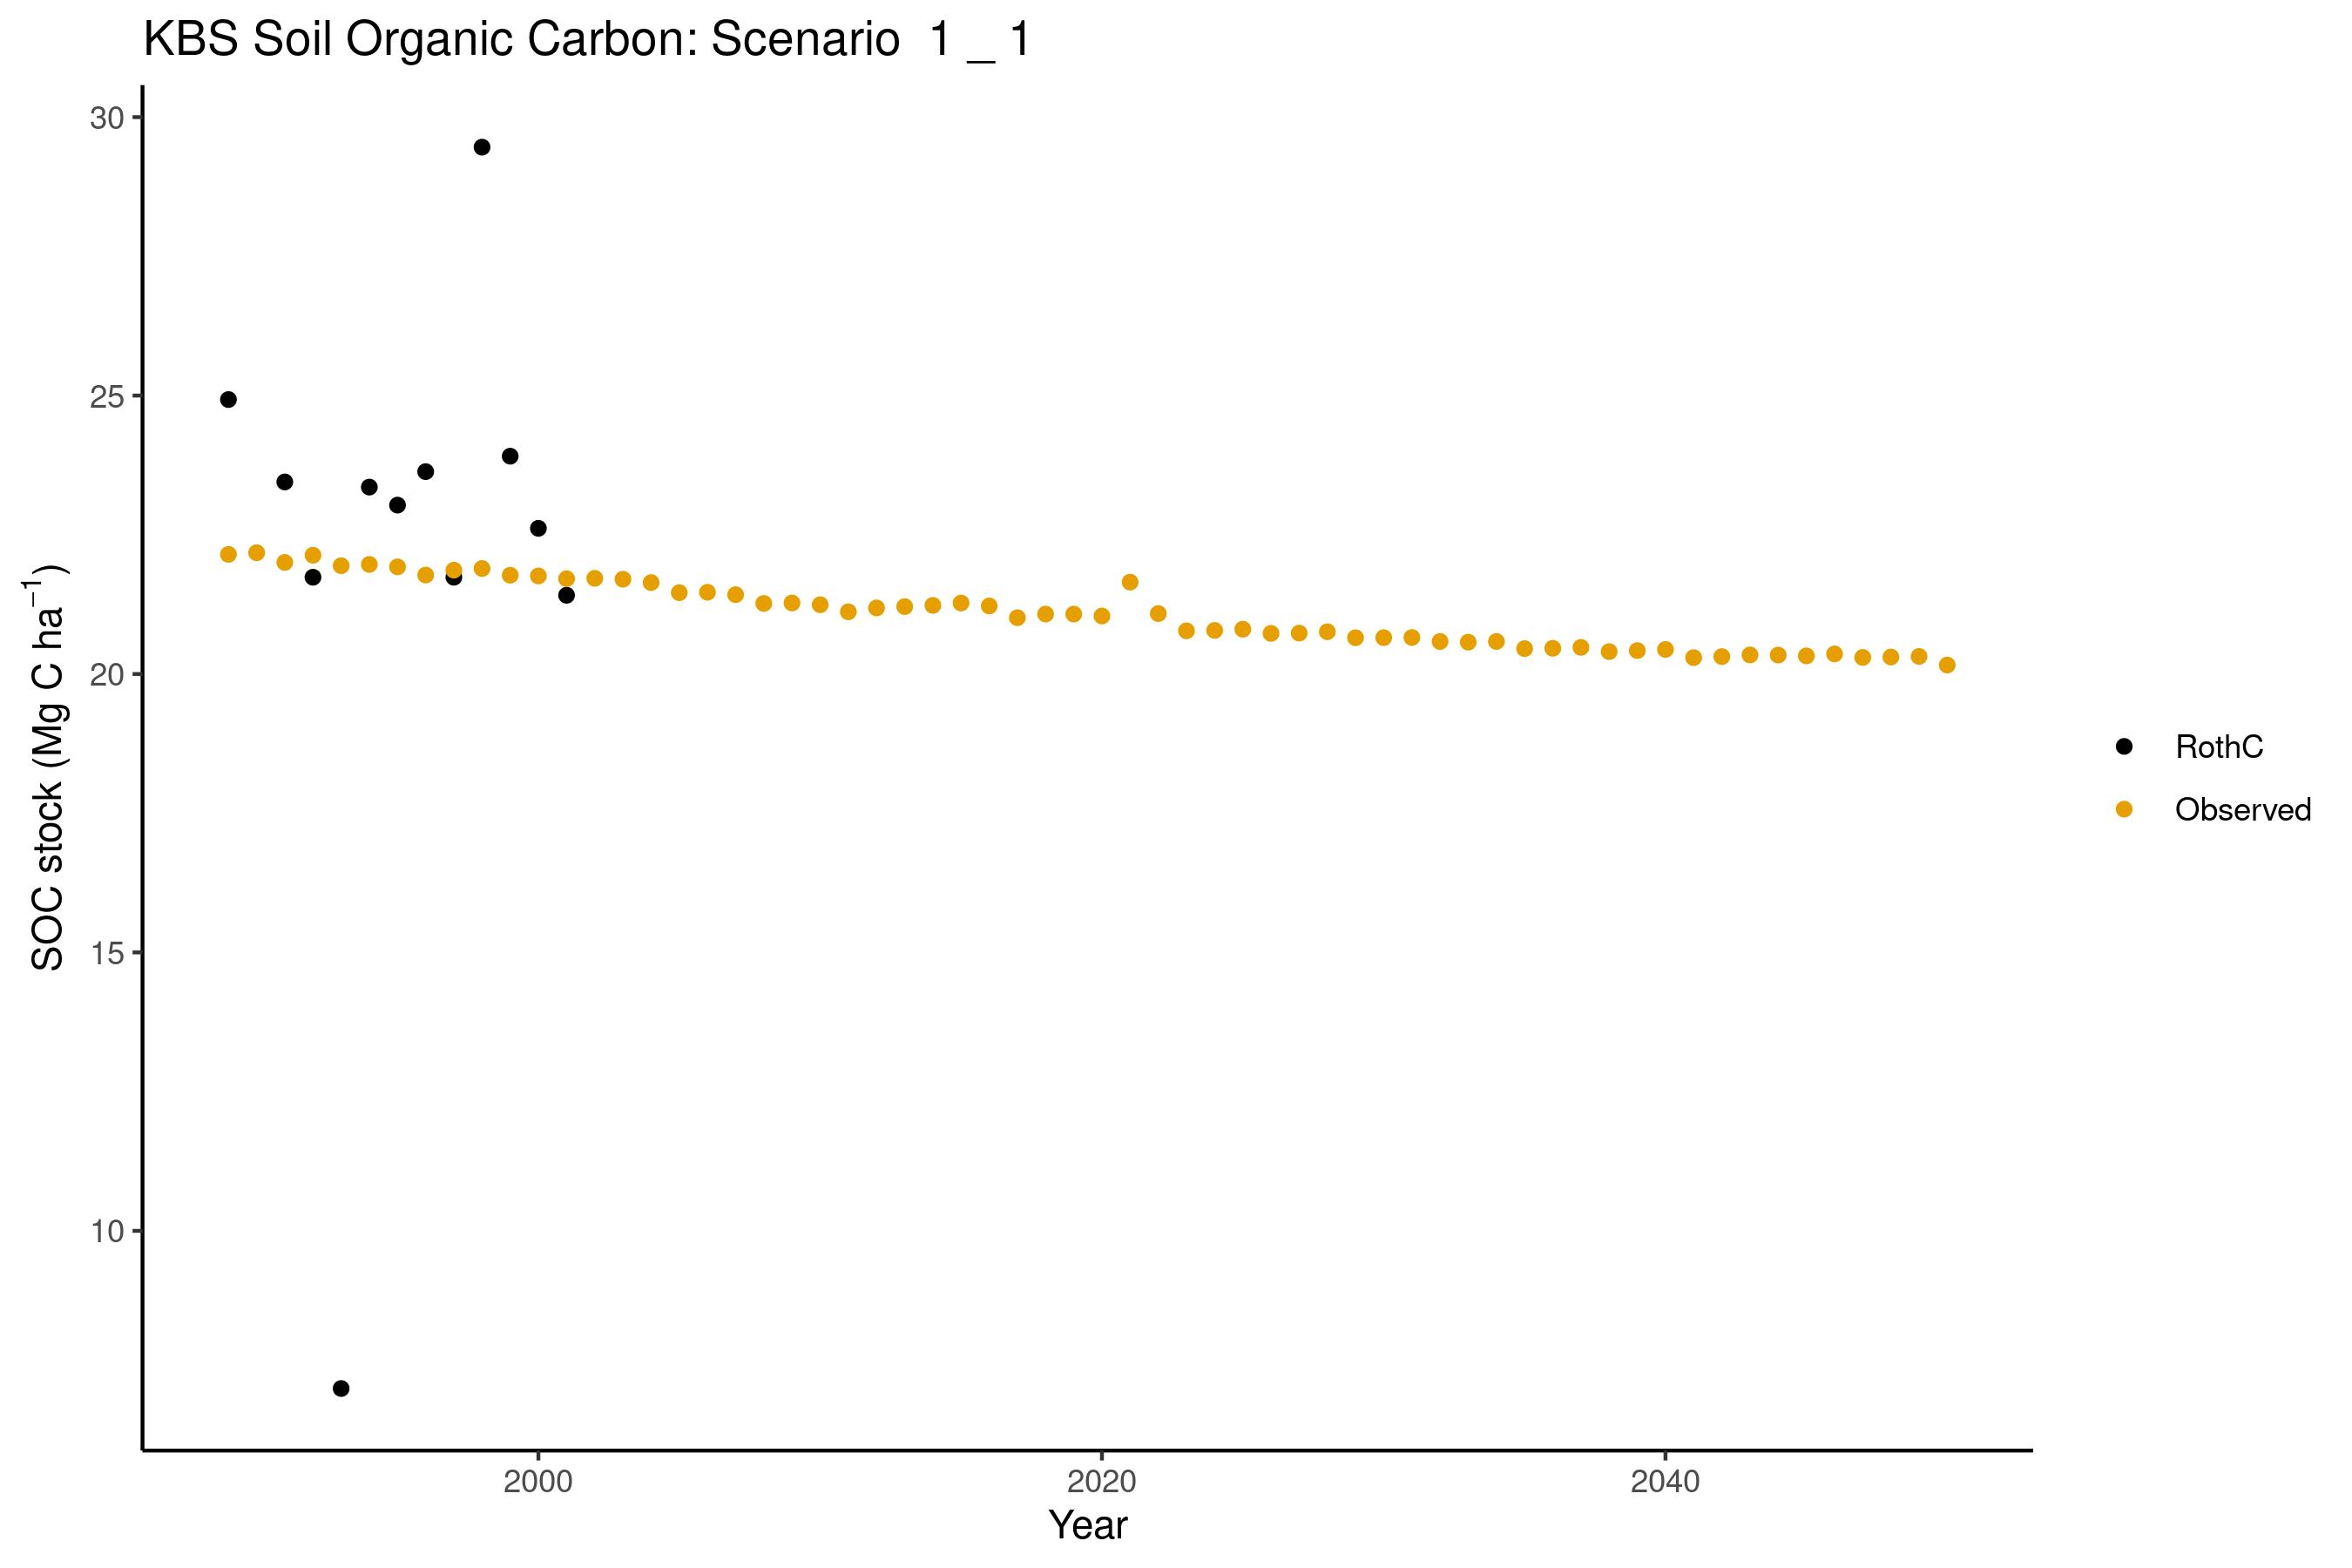 KBS Soil Organic Carbon: Scenario 1 _ 1
SOC stock (Mg C ha⁻¹)
30
25
20
15
10
2000 2020 2040
Year
RothC
Observed